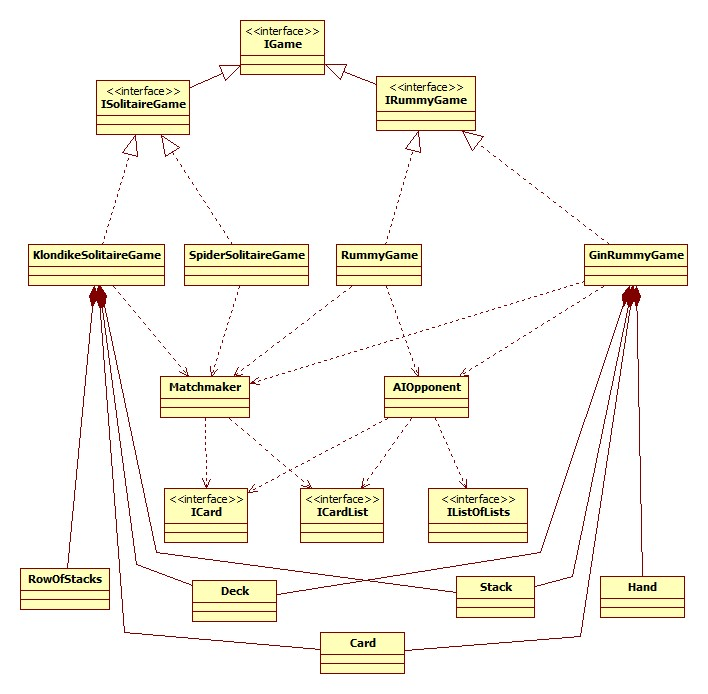 <<interface>>
IGame
<<interface>>
ISolitaireGame
<<interface>>
IRummyGame
KlondikeSolitaireGame
SpiderSolitaireGame
RummyGame
GinRummyGame
Matchmaker
AIOpponent
<<interface>>
ICard
<<interface>>
ICardList
<<interface>>
IListOfLists
RowOfStacks
Deck
Stack
Hand
Card